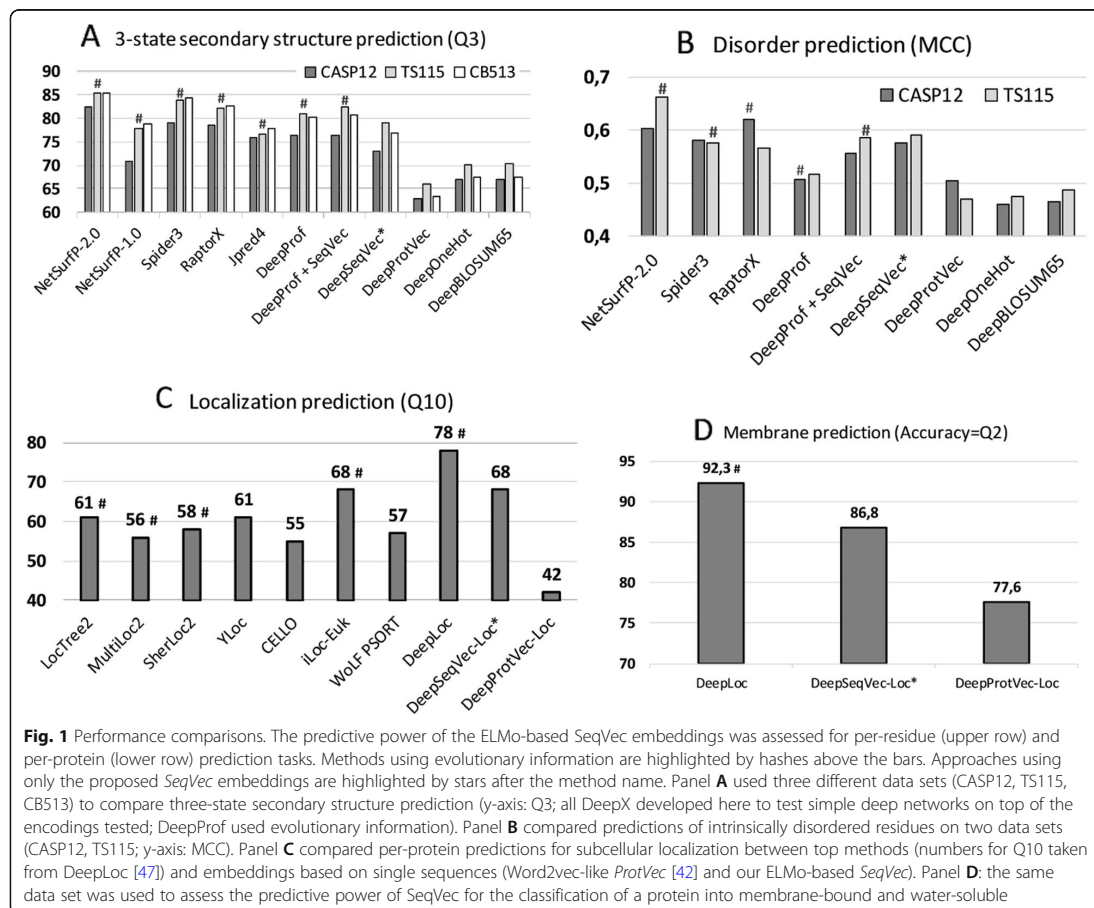 A 3-state secondary structure prediction (Q3)
CASP12 TS115 CB513
90
85
80
75
70
65
60
# # # # # # #
NetSurfP-2.0
NetSurfP-1.0
Spider3
RaptorX
Jpred4
DeepProf
DeepProf + SeqVec
DeepSeqVec*
DeepProtVec
DeepOneHot
DeepBLOSUM65
B Disorder prediction (MCC)
CASP12 TS115
0,7
0,6
0,5
0,4
# # # # #
NetSurfP-2.0
Spider3
RaptorX
DeepProf
DeepProf + SeqVec
DeepSeqVec*
DeepProtVec
DeepOneHot
DeepBLOSUM65
C Localization prediction (Q10)
80
70
60
50
40
61 # 56 # 58 # 61 55 68 # 57 78 # 68 42
LocTree2
MultiLoc2
SherLoc2
YLoc
CELLO
iLoc-Euk
WoLF PSORT
DeepLoc
DeepSeqVec-Loc*
DeepProtVec-Loc
D Membrane prediction (Accuracy=Q2)
95
90
85
80
75
70
92,3 # 86,8 77,6
DeepLoc DeepSeqVec-Loc* DeepProtVec-Loc
Fig. 1 Performance comparisons. The predictive power of the ELMo-based SeqVec embeddings was assessed for per-residue (upper row) and
per-protein (lower row) prediction tasks. Methods using evolutionary information are highlighted by hashes above the bars. Approaches using
only the proposed SeqVec embeddings are highlighted by stars after the method name. Panel A used three different data sets (CASP12, TS115,
CB513) to compare three-state secondary structure prediction (y-axis: Q3; all DeepX developed here to test simple deep networks on top of the
encodings tested; DeepProf used evolutionary information). Panel B compared predictions of intrinsically disordered residues on two data sets
(CASP12, TS115; y-axis: MCC). Panel C compared per-protein predictions for subcellular localization between top methods (numbers for Q10 taken
from DeepLoc [47]) and embeddings based on single sequences (Word2vec-like ProtVec [42] and our ELMo-based SeqVec). Panel D: the same
data set was used to assess the predictive power of SeqVec for the classification of a protein into membrane-bound and water-soluble